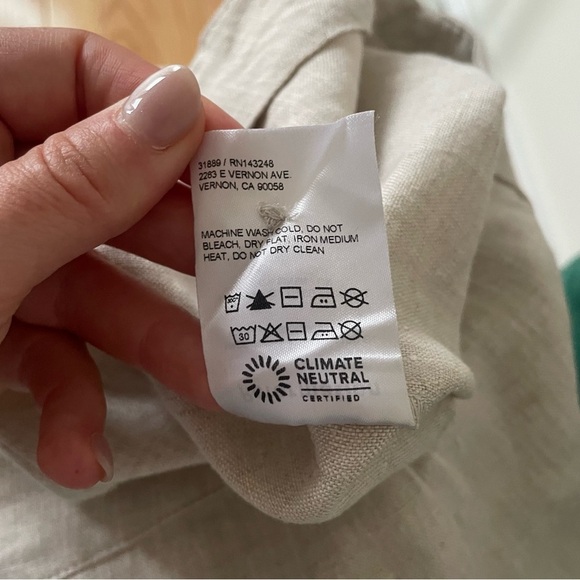 31889 / RN143248
2263 E VERNON AVE.
VERNON, CA 90058
MACHINE WASH COLD, DO NOT
BLEACH, DRY FLAT, IRON MEDIUM
HEAT, DO NOT DRY CLEAN
30
CLIMATE
NEUTRAL
CERTIFIED